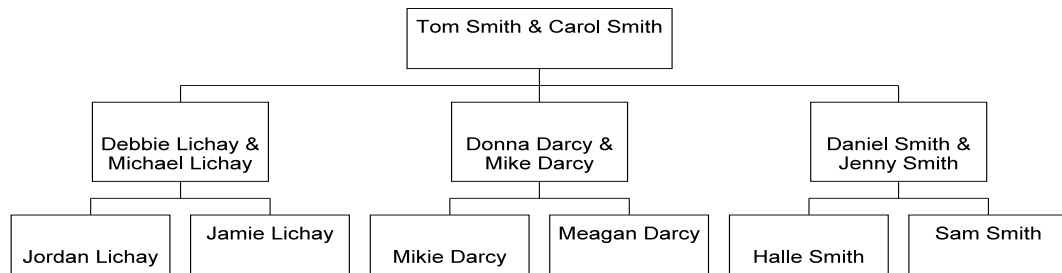 Tom Smith & Carol Smith
Debbie Lichay &
Michael Lichay
Donna Darcy &
Mike Darcy
Daniel Smith &
Jenny Smith
Jordan Lichay
Jamie Lichay
Mikie Darcy
Meagan Darcy
Halle Smith
Sam Smith